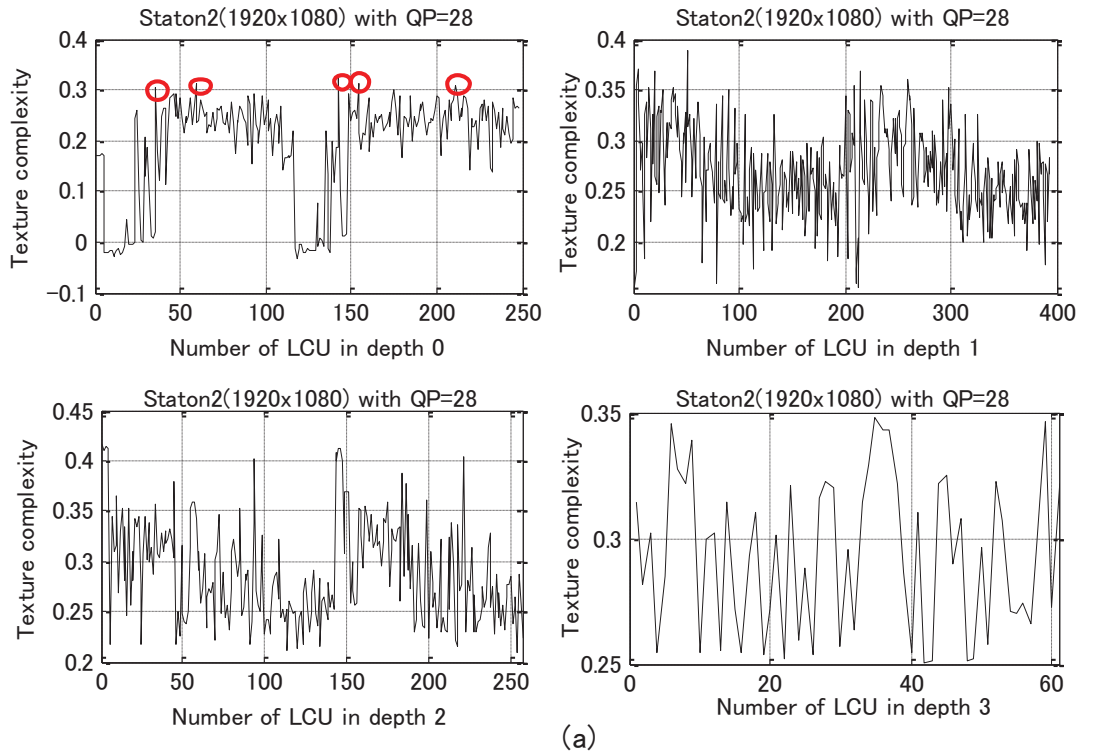 Staton2(1920x1080) with QP=28
0.4
0.3
0.2
0.1
0
−0.1
Texture complexity
0 50 100 150 200 250
Number of LCU in depth 0
Staton2(1920x1080) with QP=28
0.4
0.35
0.3
0.25
0.2
Texture complexity
0 100 200 300 400
Number of LCU in depth 1
Staton2(1920x1080) with QP=28
0.45
0.4
0.35
0.3
0.25
0.2
Texture complexity
0 50 100 150 200 250
Number of LCU in depth 2
Staton2(1920x1080) with QP=28
0.35
0.3
0.25
Texture complexity
0 20 40 60
Number of LCU in depth 3
(a)